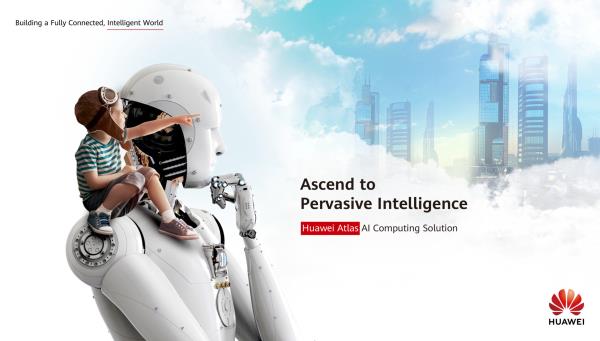 Building a Fully Connected, Intelligent World
Ascend to
Pervasive Intelligence
Huawei Atlas AI Computing Solution
HUAWEI